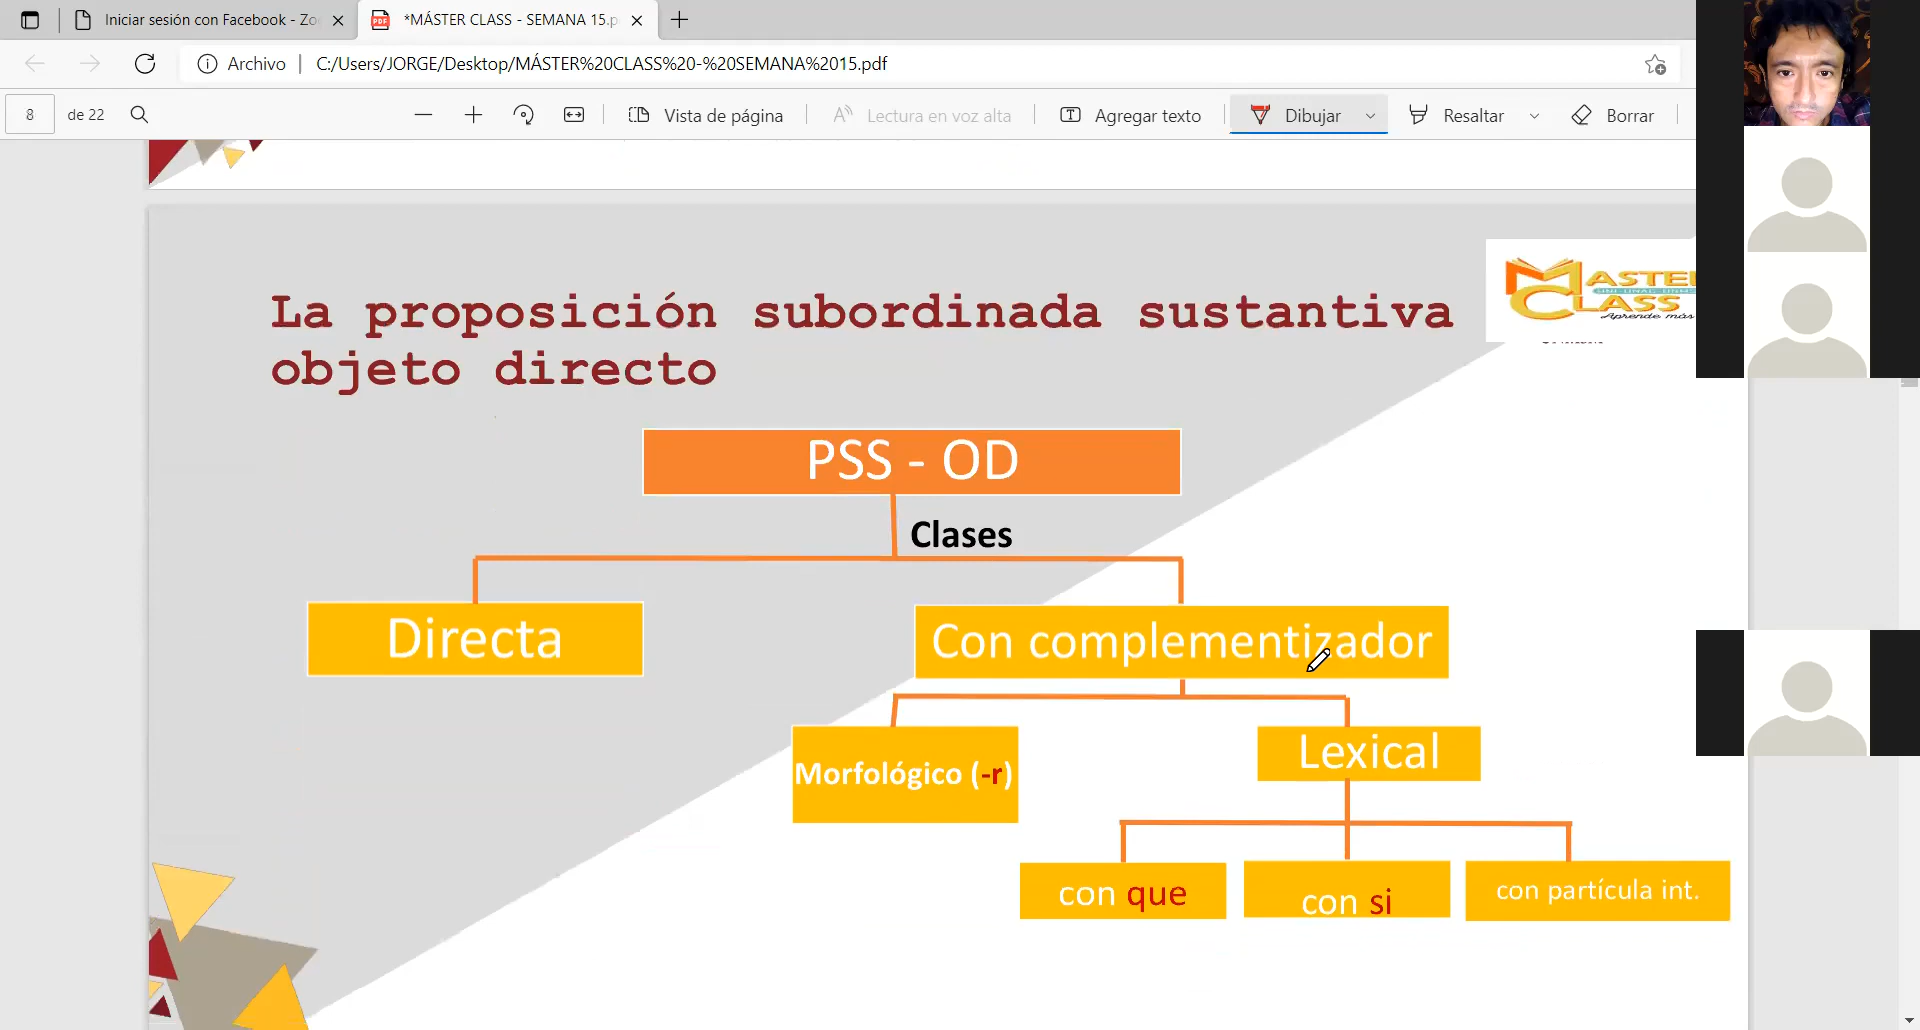 Iniciar sesión con Facebook - Zo
*MÁSTER CLASS - SEMANA 15.p
Archivo
C:/Users/JORGE/Desktop/MÁSTER%20CLASS%20-%20SEMANA%2015.pdf
8 de 22
Vista de página
Lectura en voz alta
Agregar texto
Dibujar
Resaltar
Borrar
La proposición subordinada sustantiva
objeto directo
MASTER
CLASS
Aprende más
PSS - OD
Clases
Directa
Con complementizador
Morfológico (-r)
Lexical
con que
con si
con partícula int.